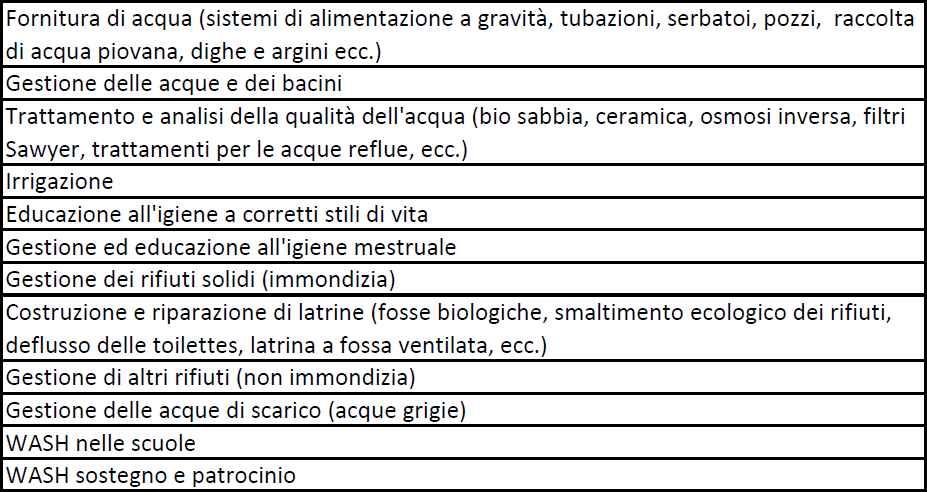 Fornitura di acqua (sistemi di alimentazione a gravità, tubazioni, serbatoi, pozzi,  raccolta
di acqua piovana, dighe e argini ecc.)
Gestione delle acque e dei bacini
Trattamento e analisi della qualità dell'acqua (bio sabbia, ceramica, osmosi inversa, filtri
Sawyer, trattamenti per le acque reflue, ecc.)
Irrigazione
Educazione all'igiene a corretti stili di vita
Gestione ed educazione all'igiene mestruale
Gestione dei rifiuti solidi (immondizia)
Costruzione e riparazione di latrine (fosse biologiche, smaltimento ecologico dei rifiuti,
deflusso delle toilettes, latrina a fossa ventilata, ecc.)
Gestione di altri rifiuti (non immondizia)
Gestione delle acque di scarico (acque grigie)
WASH nelle scuole
WASH sostegno e patrocinio